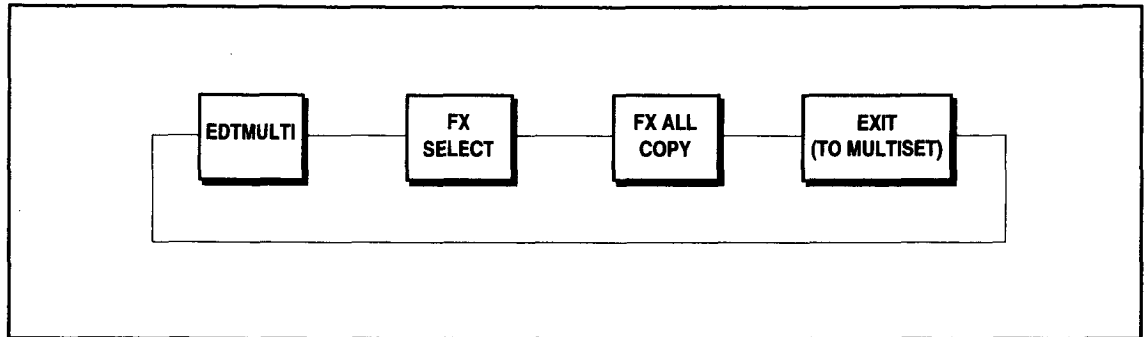 EDTMULTI
FX
SELECT
FX ALL
COPY
EXIT
(TO MULTISET)